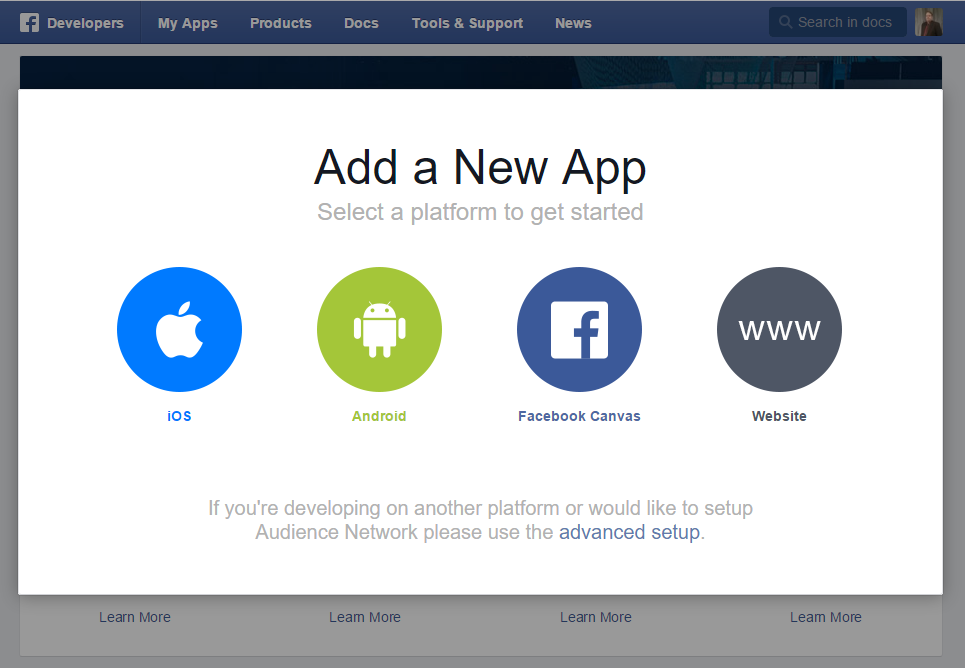 Developers My Apps Products Docs Tools & Support News Search in docs
Add a New App
Select a platform to get started
www
iOS Android Facebook Canvas Website
If you're developing on another platform or would like to setup
Audience Network please use the advanced setup.
Learn More Learn More Learn More Learn More